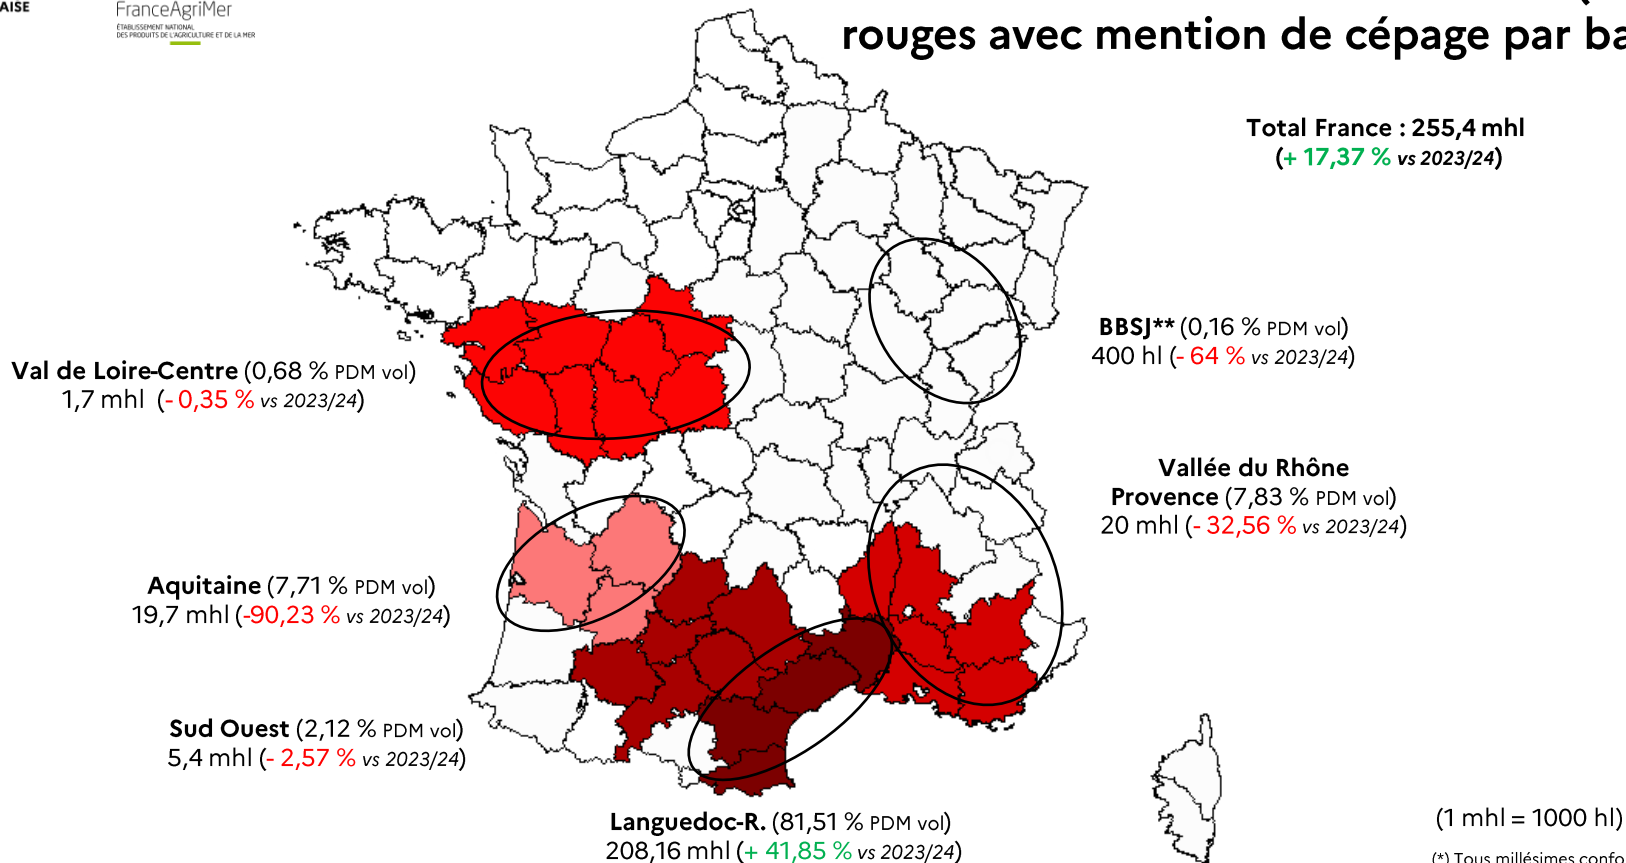 AISE
FranceAgriMer
ÉTABLISSEMENT NATIONAL
DES PRODUITS DE L'AGRICULTURE ET DE LA MER
rouges avec mention de cépage par ba
Total France : 255,4 mhl
(+ 17,37 % vs 2023/24)
BBSJ** (0,16 % PDM vol)
400 hl (- 64 % vs 2023/24)
Val de Loire-Centre (0,68 % PDM vol)
1,7 mhl (- 0,35 % vs 2023/24)
Vallée du Rhône
Provence (7,83 % PDM vol)
20 mhl (- 32,56 % vs 2023/24)
Aquitaine (7,71 % PDM vol)
19,7 mhl (-90,23 % vs 2023/24)
Sud Ouest (2,12 % PDM vol)
5,4 mhl (- 2,57 % vs 2023/24)
Languedoc-R. (81,51 % PDM vol)
208,16 mhl (+ 41,85 % vs 2023/24)
(1 mhl = 1000 hl)
(*) Tous millésimes confo